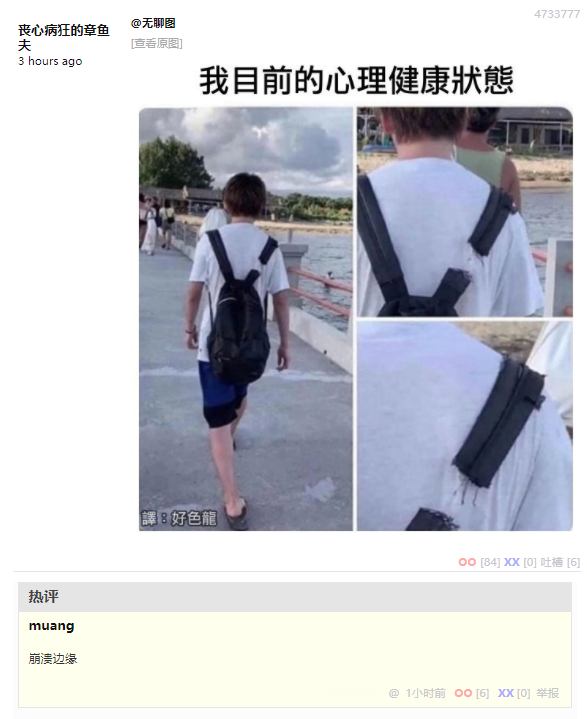 4733777
丧心病狂的章鱼
夫
3 hours ago
@无聊图
[查看原图]
我目前的心理健康狀態
譯：好色龍
OO [84] XX [0] 吐槽 [6]
热评
muang
崩溃边缘
@ 1小时前 OO [6] XX [0] 举报